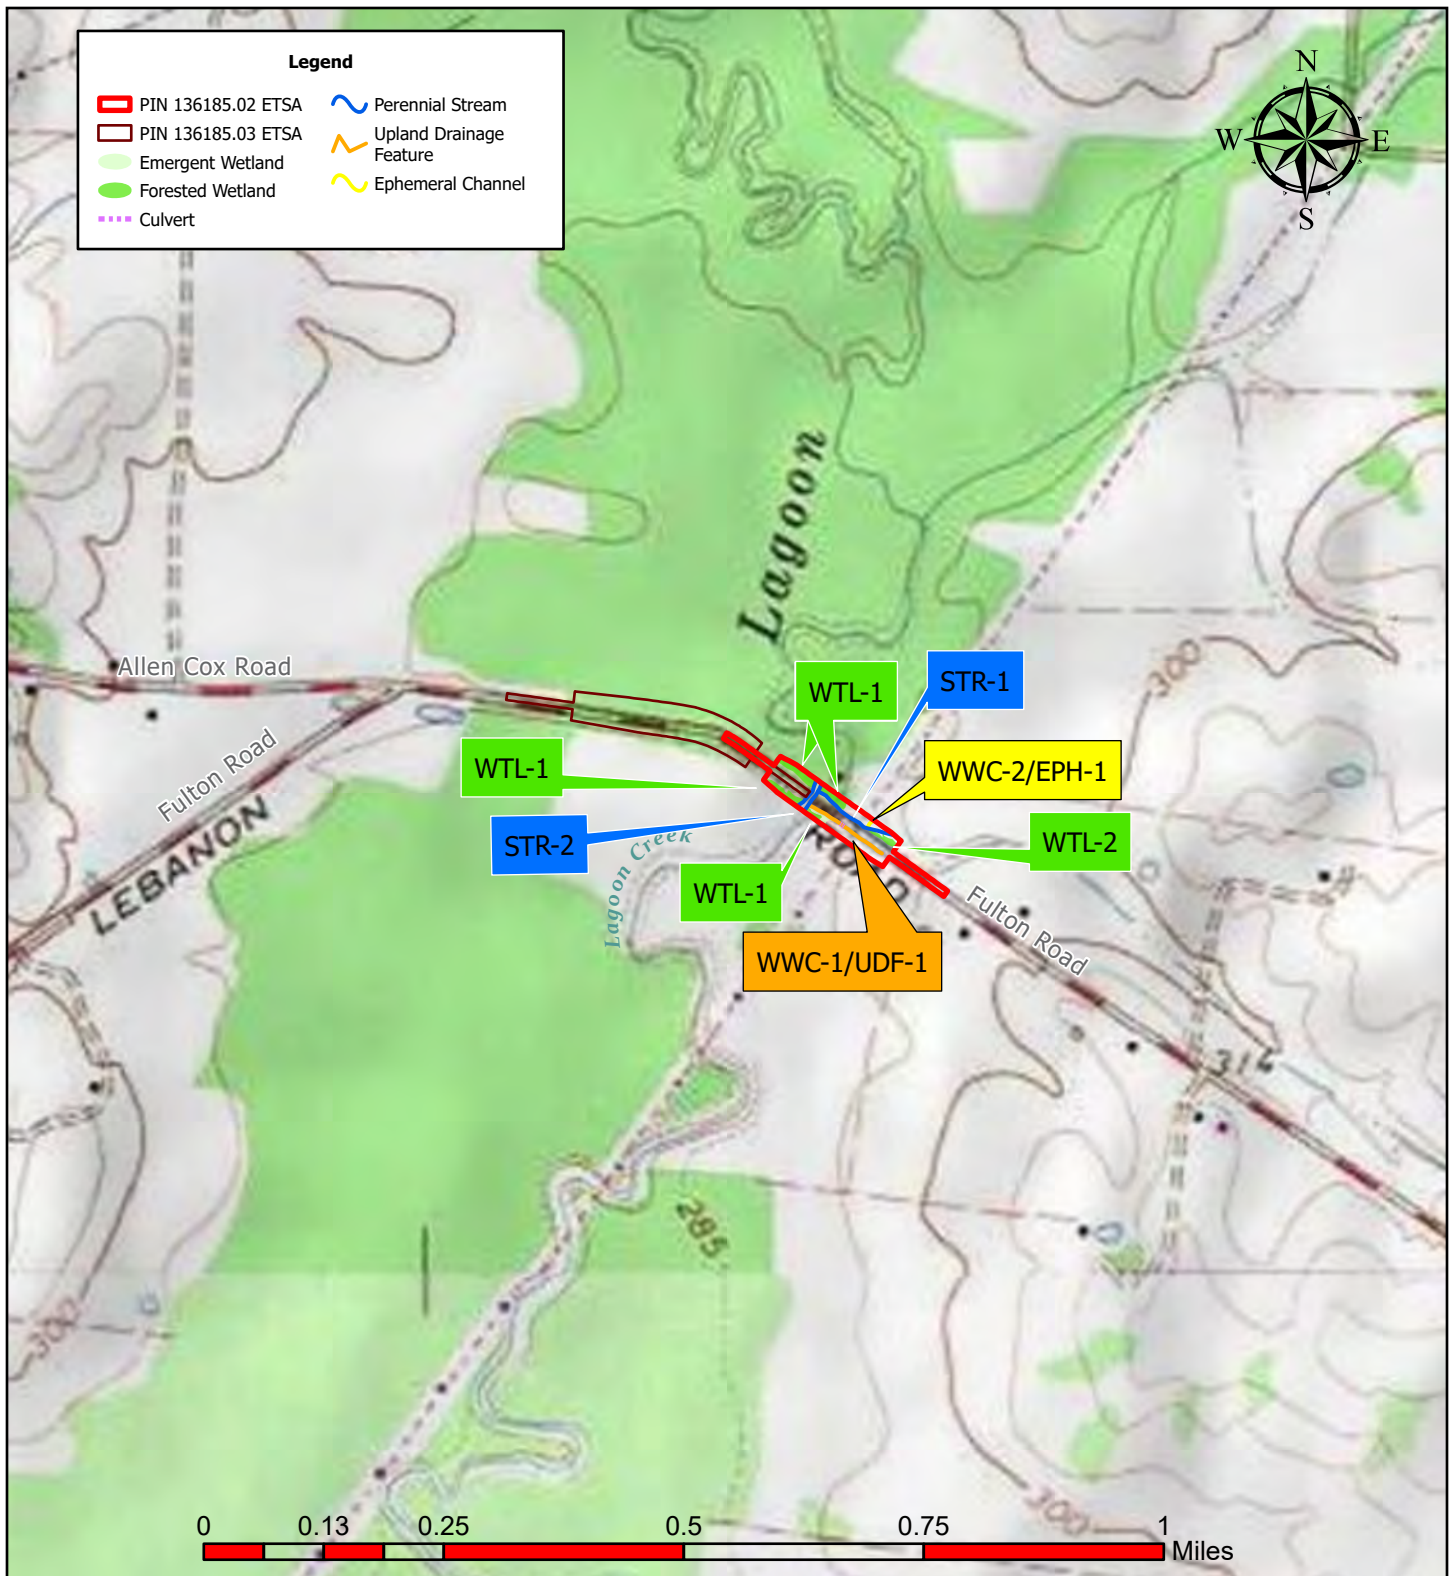 Legend
PIN 136185.02 ETSA
PIN 136185.03 ETSA
Emergent Wetland
Forested Wetland
Culvert
Perennial Stream
Upland Drainage
Feature
Ephemeral Channel
N
W
E
S
Lagoon
300
Allen Cox Road
WTL-1
STR-1
Fulton Road
WTL-1
WWC-2/EPH-1
LEBANON
STR-2
Lagoon Creek
ROAD
WTL-2
WTL-1
Fulton Road
WWC-1/UDF-1
314
285
300
300
0
0.13
0.25
0.5
0.75
1
Miles